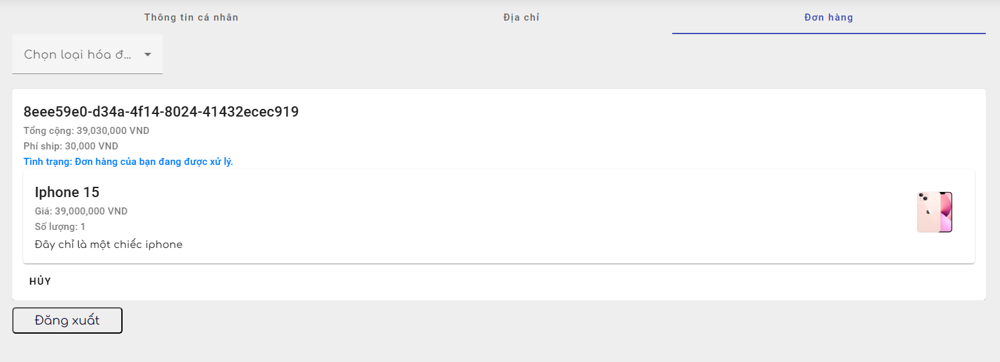 Thông tin cá nhân
Địa chỉ
Đơn hàng
Chọn loại hóa đ...
8eee59e0-d34a-4f14-8024-41432ecec919
Tổng cộng: 39,030,000 VND
Phí ship: 30,000 VND
Tình trạng: Đơn hàng của bạn đang được xử lý.
Iphone 15
Giá: 39,000,000 VND
Số lượng: 1
Đây chỉ là một chiếc iphone
HỦY
Đăng xuất